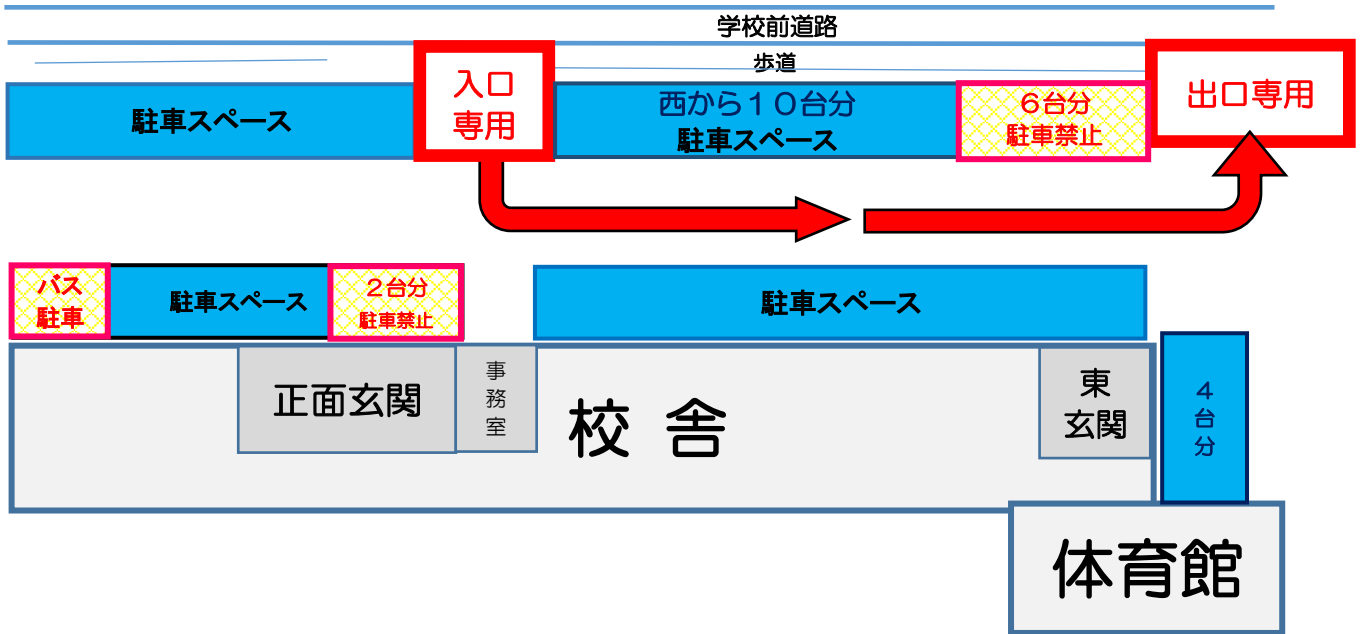 学校前道路
歩道
駐車スペース
入口
専用
西から１０台分
駐車スペース
６台分
駐車禁止
出口専用
バス
駐車
駐車スペース
２台分
駐車禁止
駐車スペース
正面玄関
事
務
室
校 舎
東
玄関
４
台
分
体育館